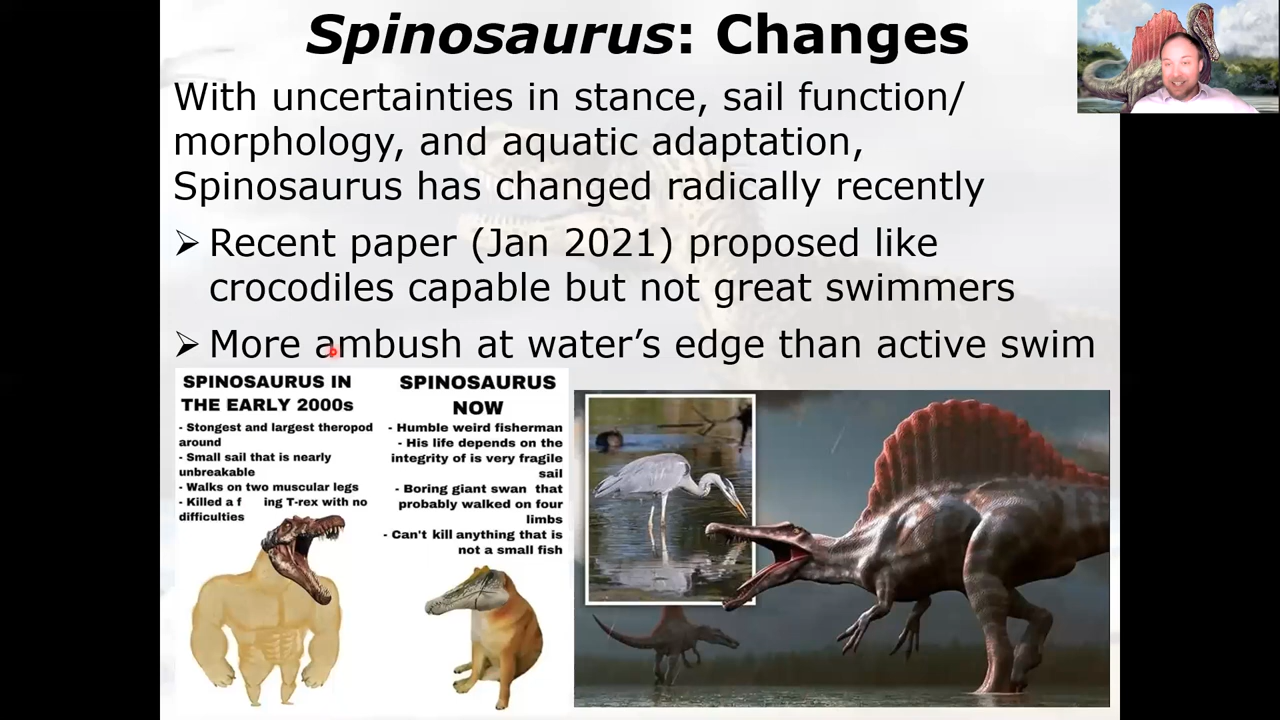 Spinosaurus: Changes
With uncertainties in stance, sail function/
morphology, and aquatic adaptation,
Spinosaurus has changed radically recently
➢ Recent paper (Jan 2021) proposed like
crocodiles capable but not great swimmers
➢ More ambush at water's edge than active swim
SPINOSAURUS IN
THE EARLY 2000s
- Stongest and largest theropod
around
- Small sail that is nearly
unbreakable
- Walks on two muscular legs
- Killed a f ing T-rex with no
difficulties
SPINOSAURUS
NOW
- Humble weird fisherman
- His life depends on the
integrity of is very fragile
sail
- Boring giant swan that
probably walked on four
limbs
- Can't kill anything that is
not a small fish